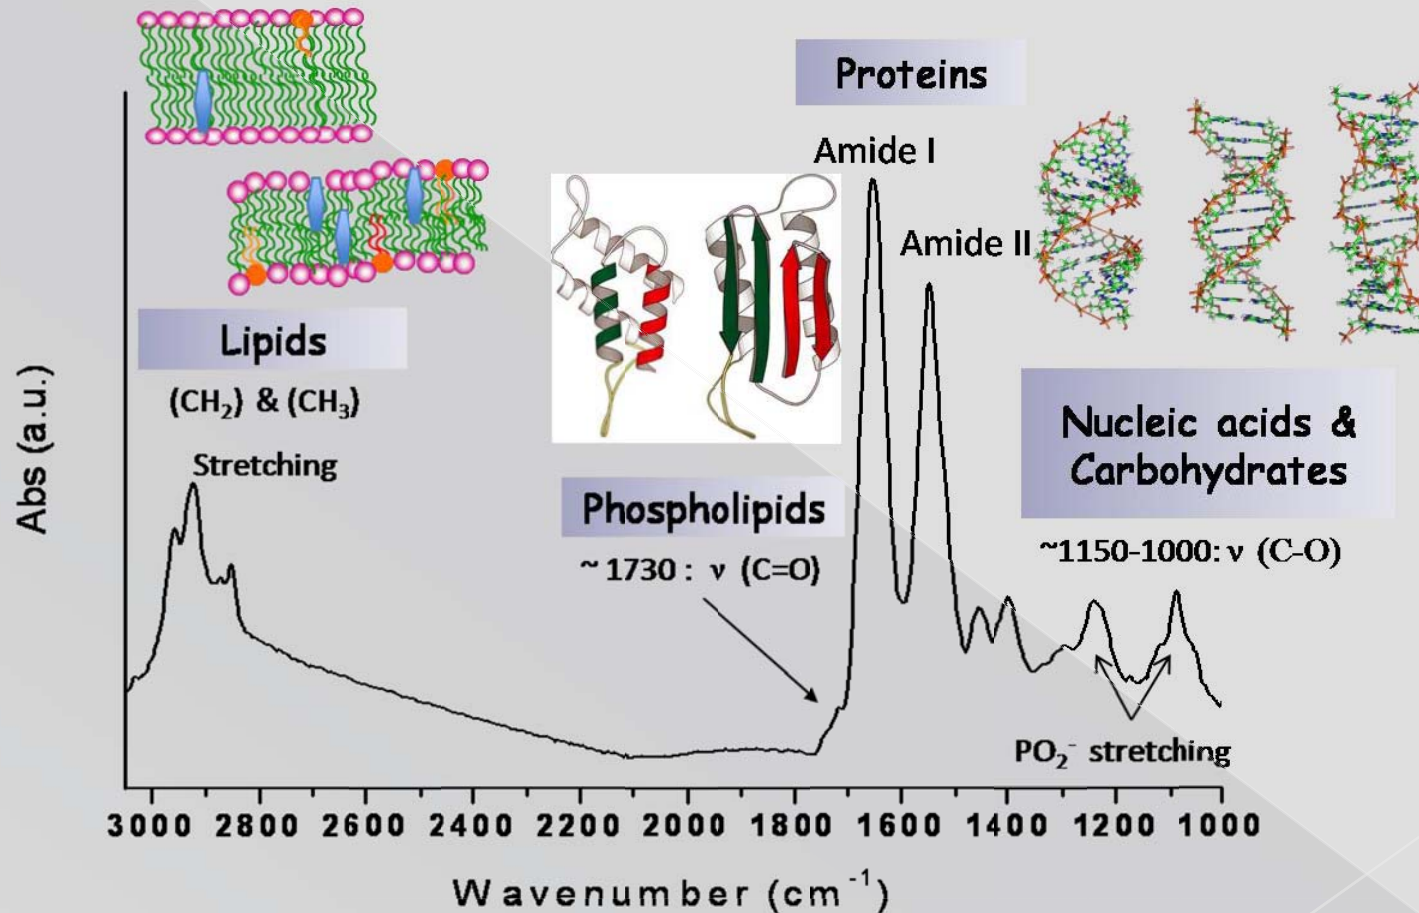 Proteins
Amide I
Amide II
Lipids
(CH₂) & (CH₃)
Stretching
Phospholipids
~ 1730 : ν (C=O)
Nucleic acids &
Carbohydrates
~1150-1000: ν (C-O)
PO₂⁻ stretching
Abs (a.u.)
3000 2800 2600 2400 2200 2000 1800 1600 1400 1200 1000
Wavenumber (cm⁻¹)